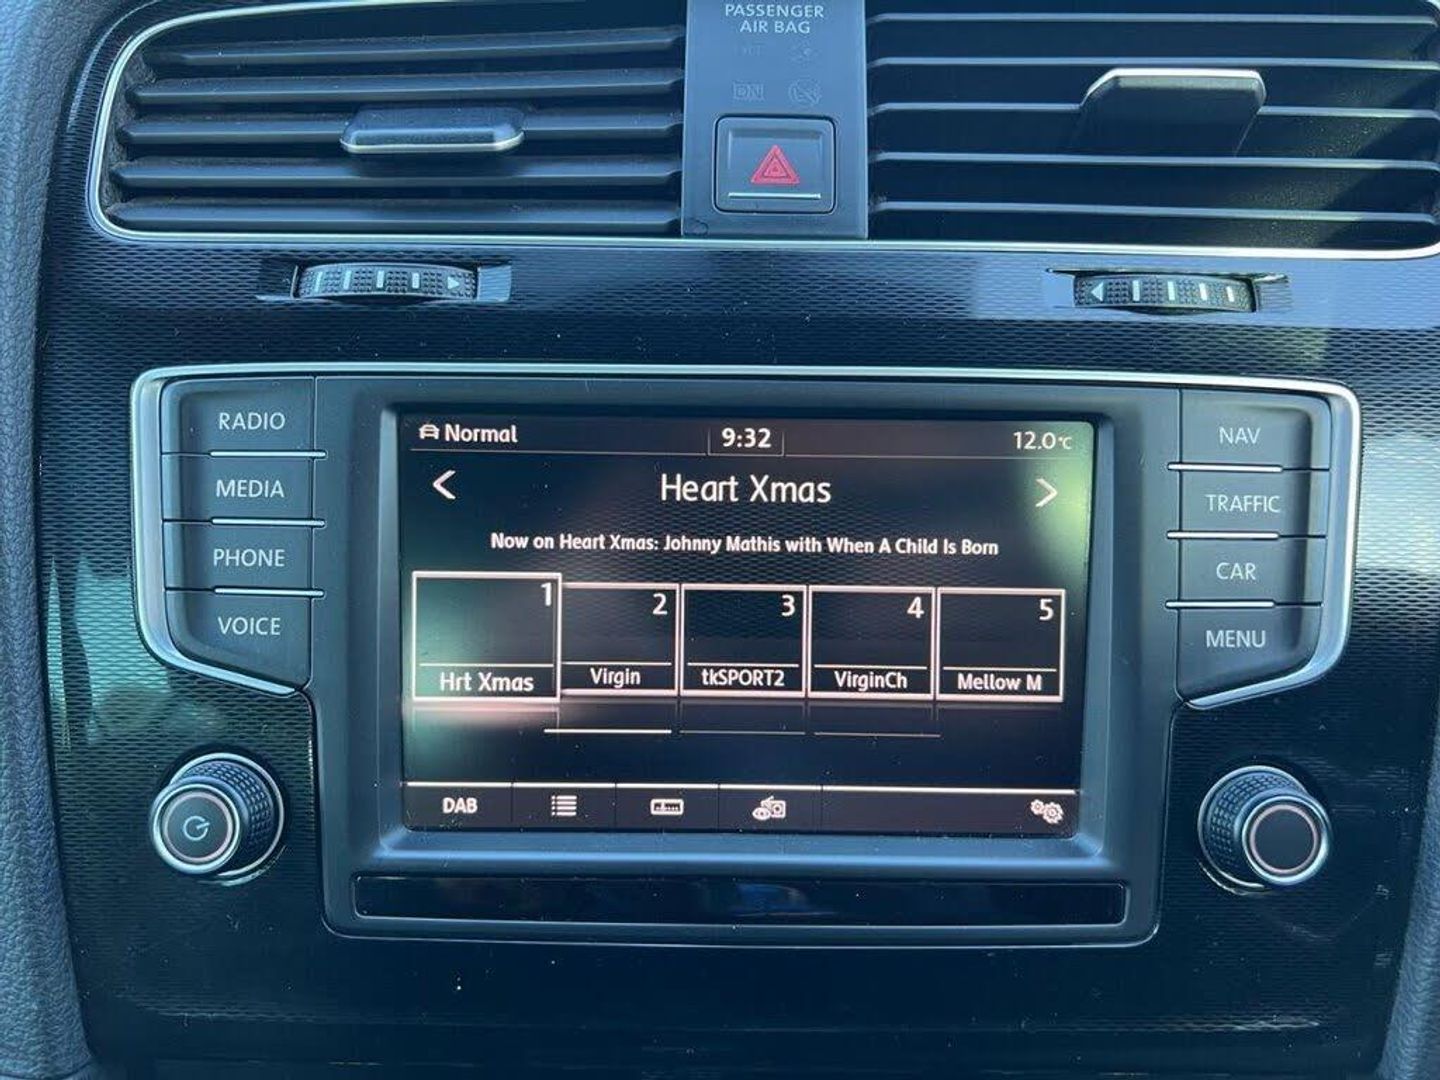 PASSENGER
AIR BAG
ON
RADIO
MEDIA
PHONE
VOICE
Normal 9:32 12.0°C
< Heart Xmas >
Now on Heart Xmas: Johnny Mathis with When A Child Is Born
1 2 3 4 5
Hrt Xmas Virgin tkSPORT2 VirginCh Mellow M
DAB
NAV
TRAFFIC
CAR
MENU